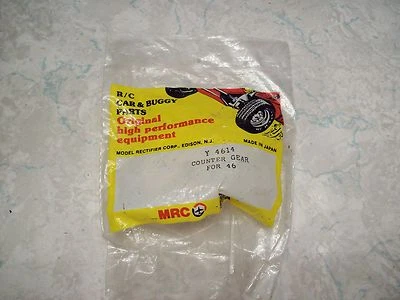 R/C
CAR & BUGGY
PARTS
Original
high performance
equipment
MODEL RECTIFIER CORP., EDISON, N.J.
MADE IN JAPAN
Y 4614
COUNTER GEAR
FOR 46
MRC